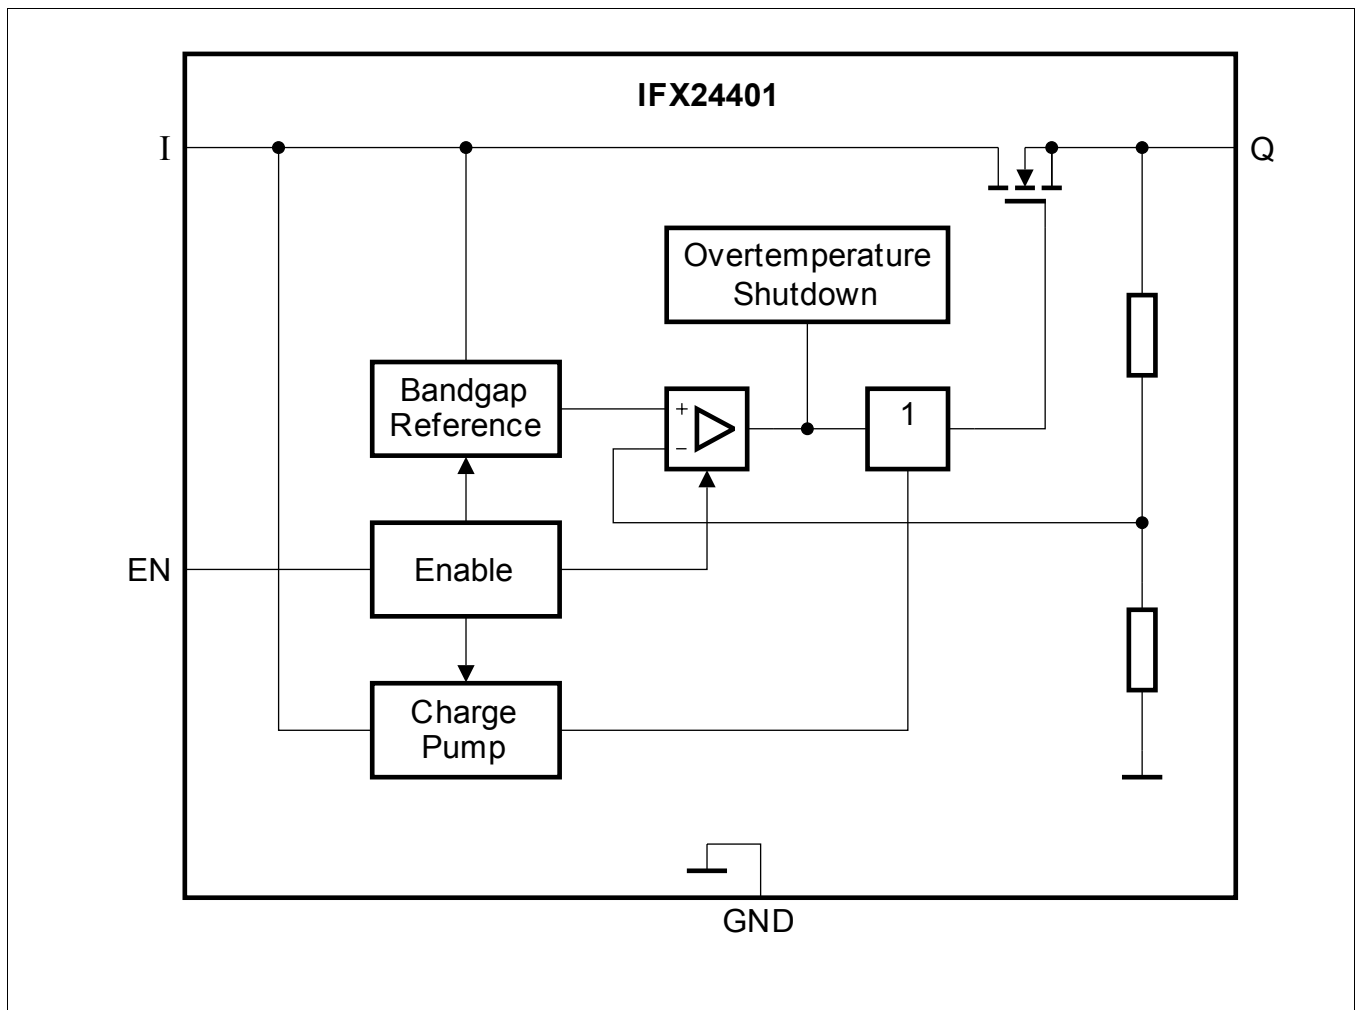 IFX24401
I
Q
Overtemperature
Shutdown
Bandgap
Reference
+
−
1
EN
Enable
Charge
Pump
GND